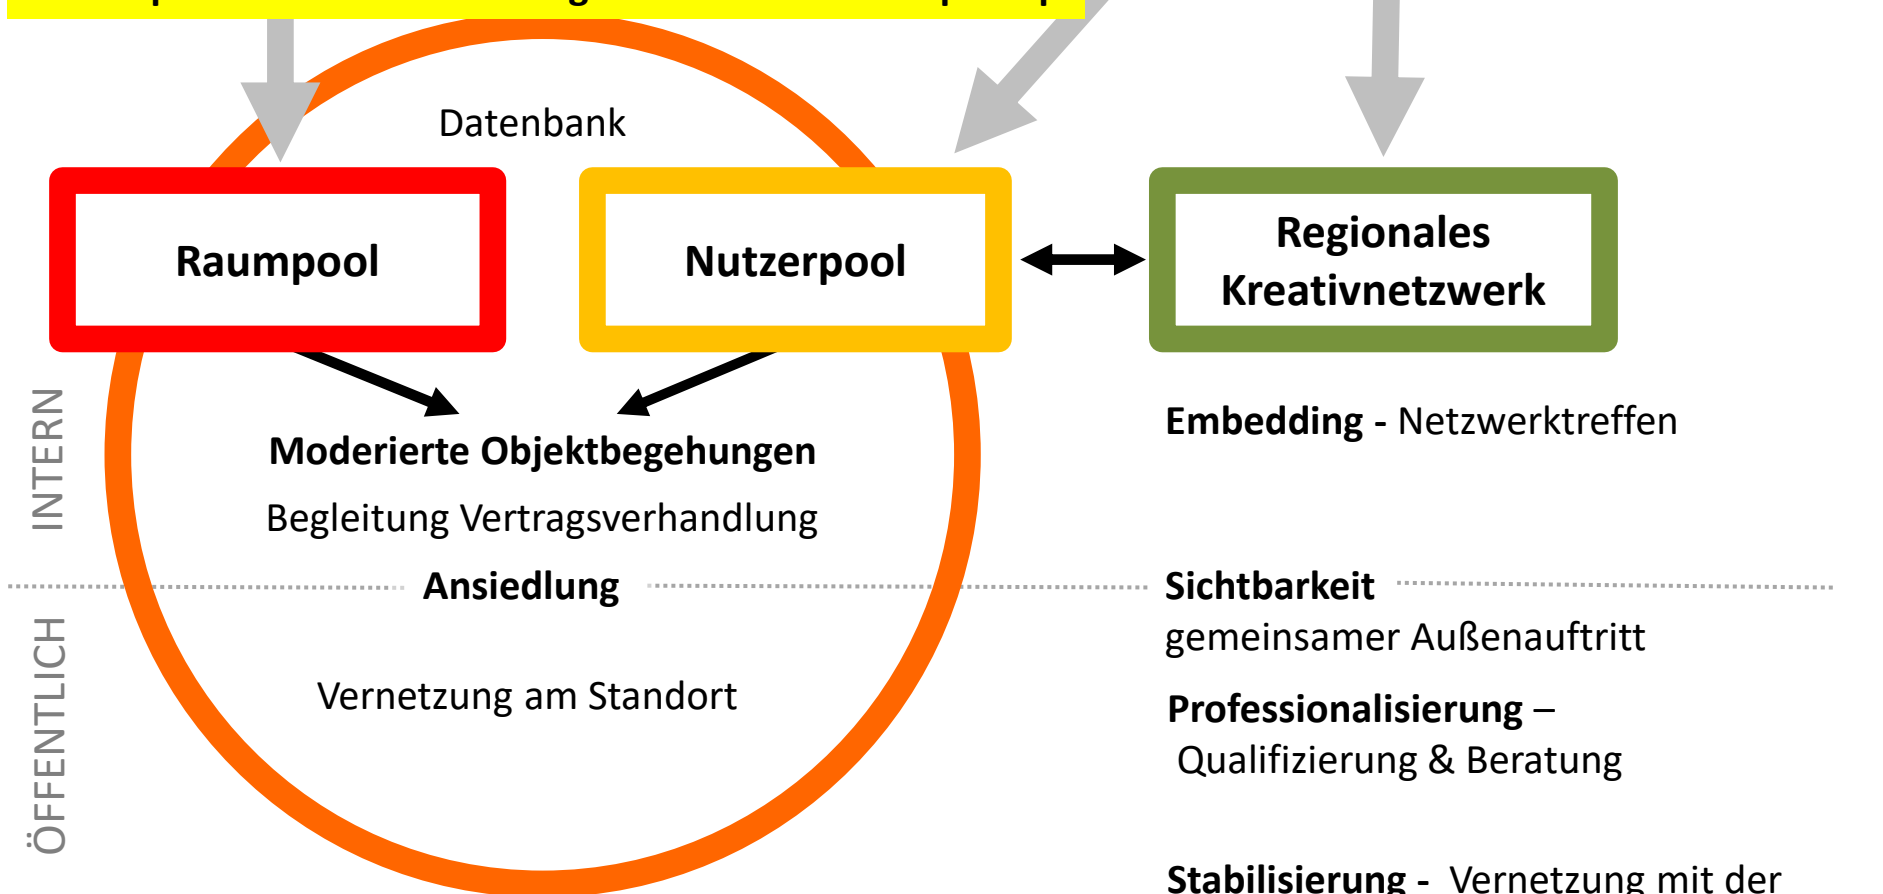 Datenbank
Raumpool
Nutzerpool
Regionales
Kreativnetzwerk
INTERN
Moderierte Objektbegehungen
Begleitung Vertragsverhandlung
Ansiedlung
ÖFFENTLICH
Vernetzung am Standort
Embedding - Netzwerktreffen
Sichtbarkeit
gemeinsamer Außenauftritt
Professionalisierung –
Qualifizierung & Beratung
Stabilisierung - Vernetzung mit der